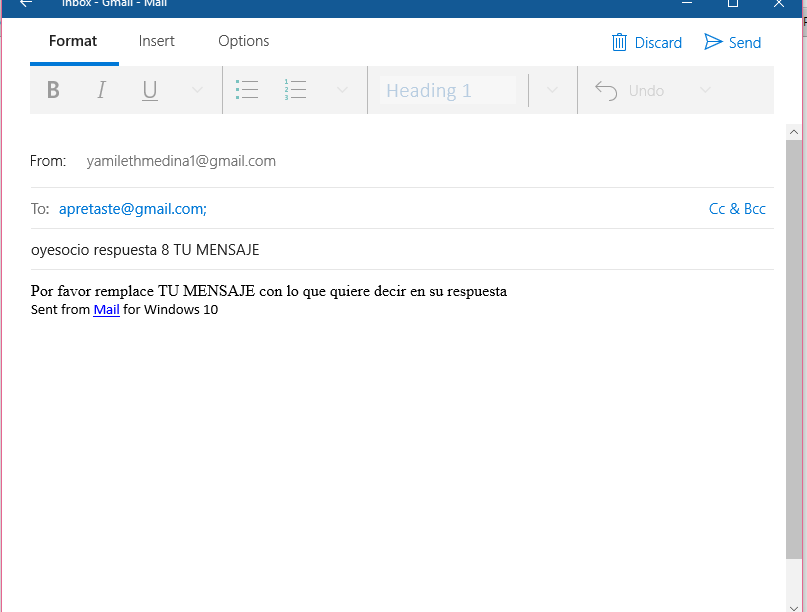 Inbox - Gmail - Mail
Format Insert Options Discard Send
B I U Heading 1 Undo
From: yamilethmedina1@gmail.com
To: apretaste@gmail.com; Cc & Bcc
oyesocio respuesta 8 TU MENSAJE
Por favor remplace TU MENSAJE con lo que quiere decir en su respuesta
Sent from Mail for Windows 10